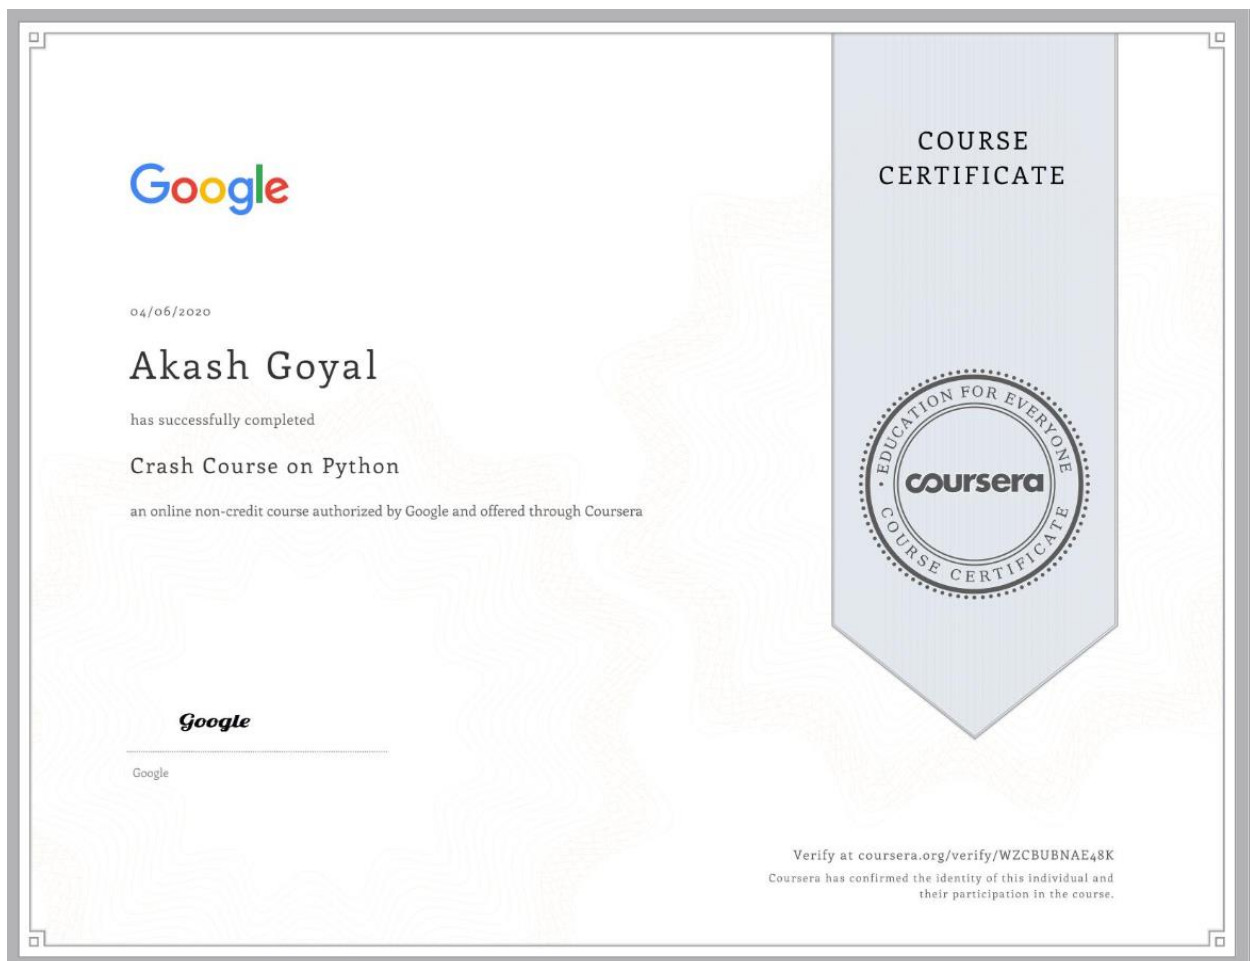 Google
COURSE
CERTIFICATE
04/06/2020
Akash Goyal
has successfully completed
Crash Course on Python
an online non-credit course authorized by Google and offered through Coursera
EDUCATION FOR EVERYONE
coursera
COURSE CERTIFICATE
Google
Google
Verify at coursera.org/verify/WZCBUBNAE48K
Coursera has confirmed the identity of this individual and
their participation in the course.